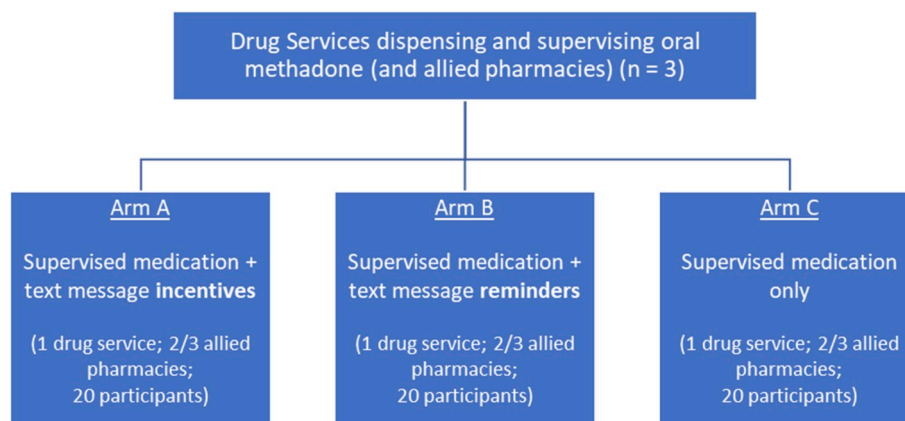 Drug Services dispensing and supervising oral
methadone (and allied pharmacies) (n = 3)
Arm A
Supervised medication +
text message incentives
(1 drug service; 2/3 allied
pharmacies;
20 participants)
Arm B
Supervised medication +
text message reminders
(1 drug service; 2/3 allied
pharmacies;
20 participants)
Arm C
Supervised medication
only
(1 drug service; 2/3 allied
pharmacies;
20 participants)